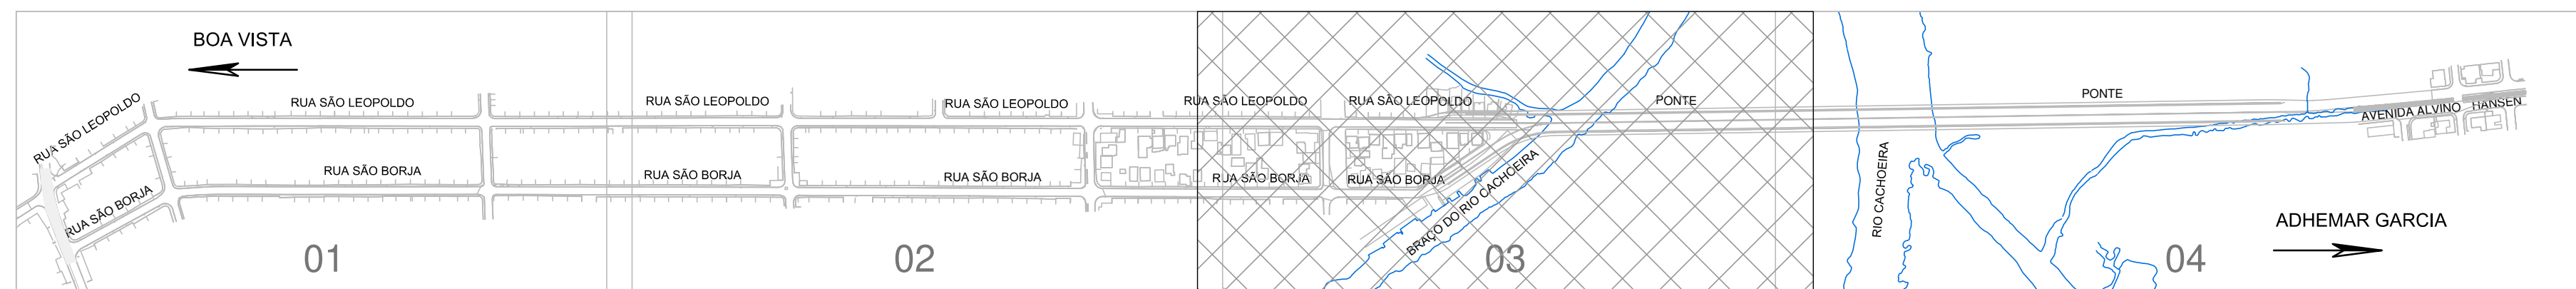 BOA VISTA
RUA SÃO LEOPOLDO
RUA SÃO LEOPOLDO
RUA SÃO LEOPOLDO
RUA SÃO LEOPOLDO
RUA SÃO LEOPOLDO
RUA SÃO LEOPOLDO
PONTE
PONTE
AVENIDA ALVINO HANSEN
RUA SÃO BORJA
RUA SÃO BORJA
RUA SÃO BORJA
RUA SÃO BORJA
RUA SÃO BORJA
RUA SÃO BORJA
BRAÇO DO RIO CACHOEIRA
RIO CACHOEIRA
ADHEMAR GARCIA
01
02
03
04